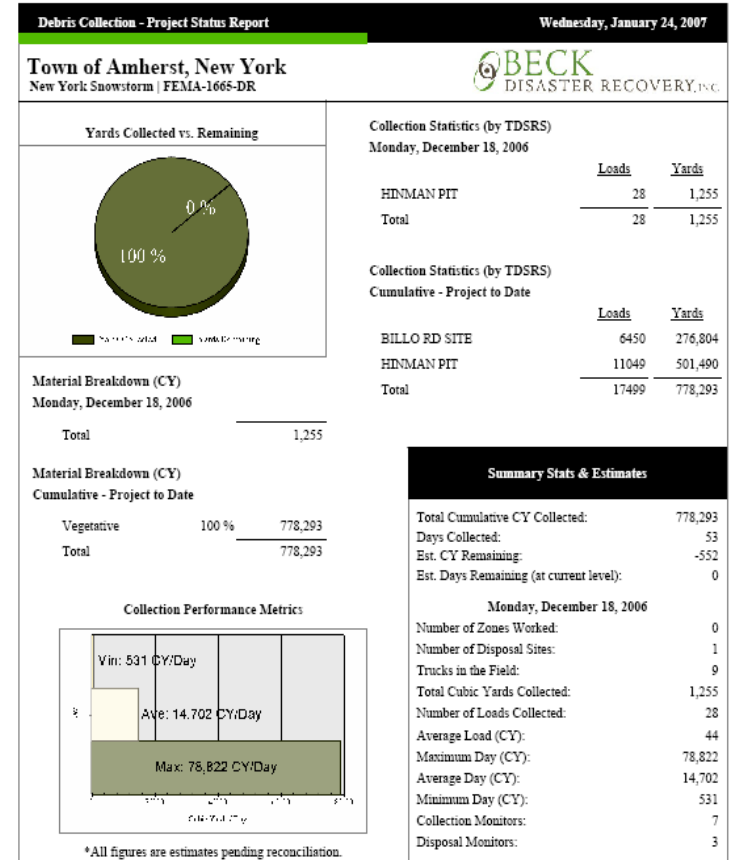 Debris Collection - Project Status Report
Wednesday, January 24, 2007
Town of Amherst, New York
New York Snowstorm | FEMA-1665-DR
BECK
DISASTER RECOVERY, INC.
Yards Collected vs. Remaining
0 %
100 %
Material Breakdown (CY)
Monday, December 18, 2006
Total 1,255
Material Breakdown (CY)
Cumulative - Project to Date
Vegetative 100 % 778,293
Total 778,293
Collection Performance Metrics
Min: 531 CY/Day
Ave: 14,702 CY/Day
Max: 78,822 CY/Day
*All figures are estimates pending reconciliation.
Collection Statistics (by TDSRS)
Monday, December 18, 2006
Loads Yards
HINMAN PIT 28 1,255
Total 28 1,255
Collection Statistics (by TDSRS)
Cumulative - Project to Date
Loads Yards
BILLO RD SITE 6450 276,804
HINMAN PIT 11049 501,490
Total 17499 778,293
Summary Stats & Estimates
Total Cumulative CY Collected: 778,293
Days Collected: 53
Est. CY Remaining: -552
Est. Days Remaining (at current level): 0
Monday, December 18, 2006
Number of Zones Worked: 0
Number of Disposal Sites: 1
Trucks in the Field: 9
Total Cubic Yards Collected: 1,255
Number of Loads Collected: 28
Average Load (CY): 44
Maximum Day (CY): 78,822
Average Day (CY): 14,702
Minimum Day (CY): 531
Collection Monitors: 7
Disposal Monitors: 3